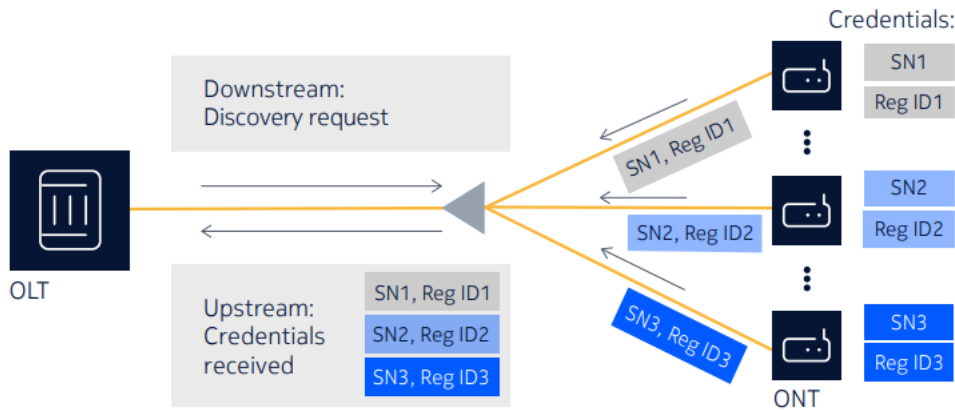 Credentials:
SN1
Reg ID1
Downstream:
Discovery request
SN1, Reg ID1
SN2
Reg ID2
SN2, Reg ID2
OLT
Upstream:
Credentials
received
SN1, Reg ID1
SN2, Reg ID2
SN3, Reg ID3
SN3, Reg ID3
SN3
Reg ID3
ONT